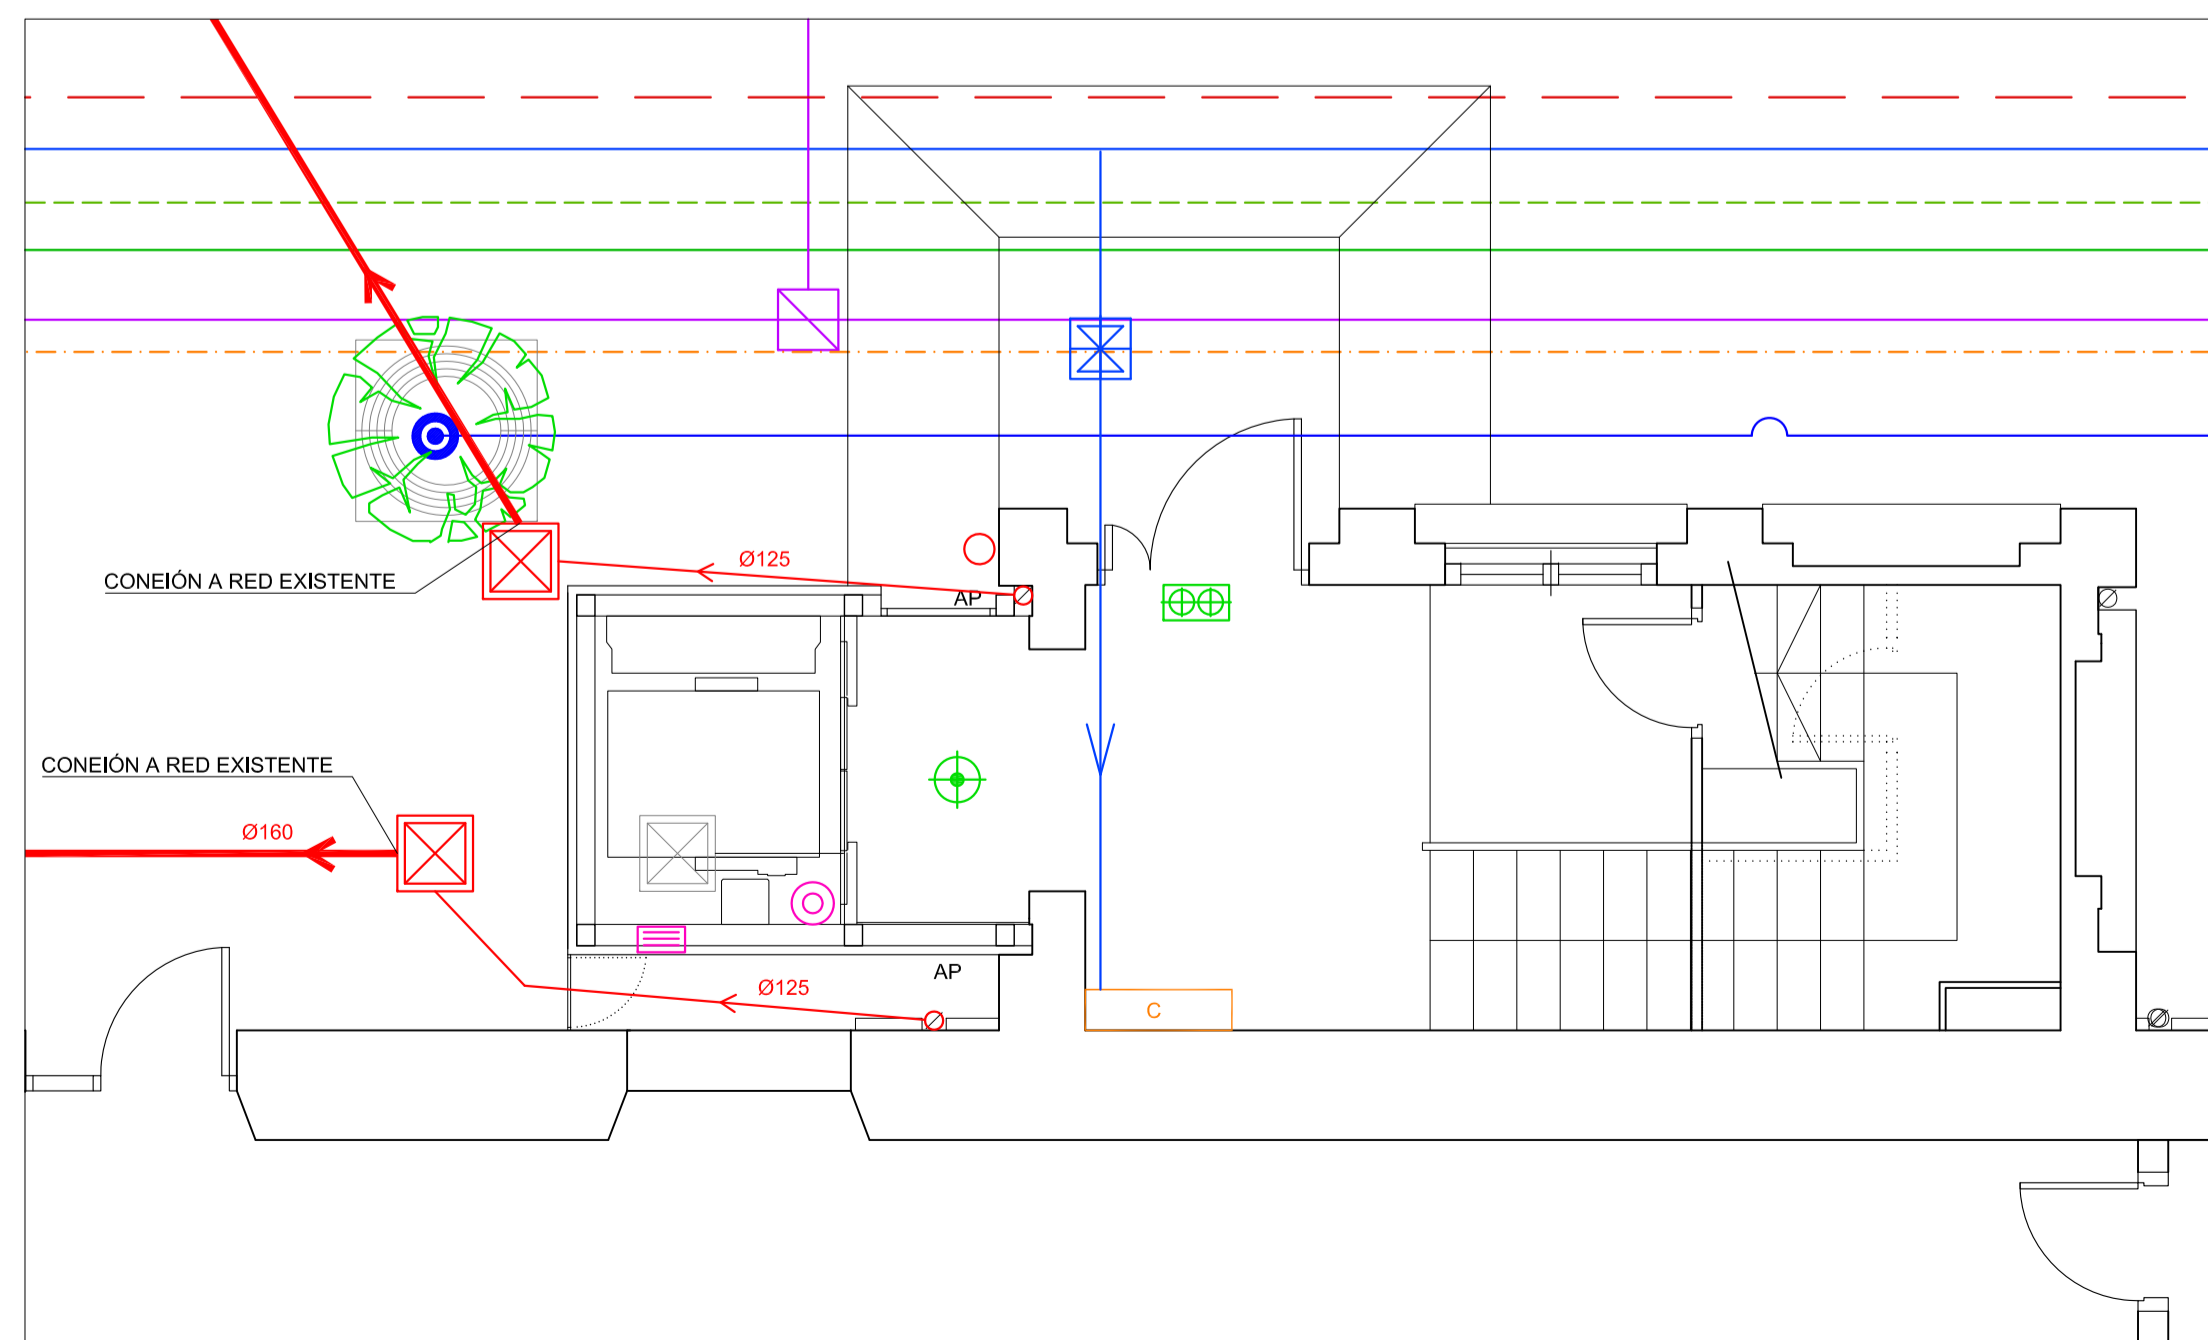 Ø125
CONEIÓN A RED EXISTENTE
AP
CONEIÓN A RED EXISTENTE
Ø160
AP
Ø125
C